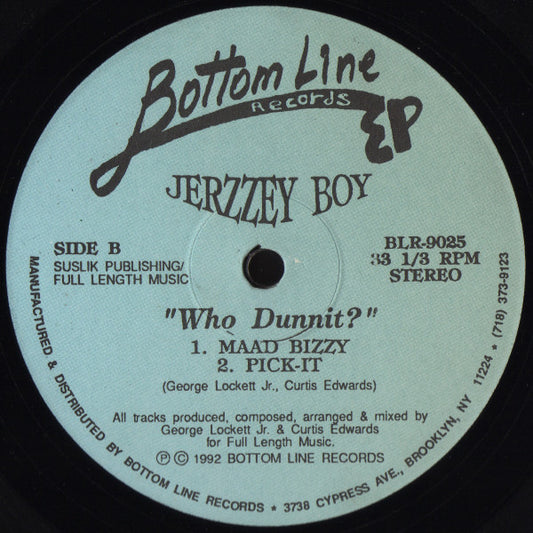 Bottom Line
Records
EP
JERZZEY BOY
SIDE B
SUSLIK PUBLISHING/
FULL LENGTH MUSIC
BLR-9025
33 1/3 RPM
STEREO
"Who Dunnit?"
1. MAAD BIZZY
2. PICK-IT
(George Lockett Jr., Curtis Edwards)
All tracks produced, composed, arranged & mixed by
George Lockett Jr. & Curtis Edwards
for Full Length Music.
Ⓟ © 1992 BOTTOM LINE RECORDS
MANUFACTURED & DISTRIBUTED BY BOTTOM LINE RECORDS * 3738 CYPRESS AVE., BROOKLYN, NY 11224 * (718) 373-9123